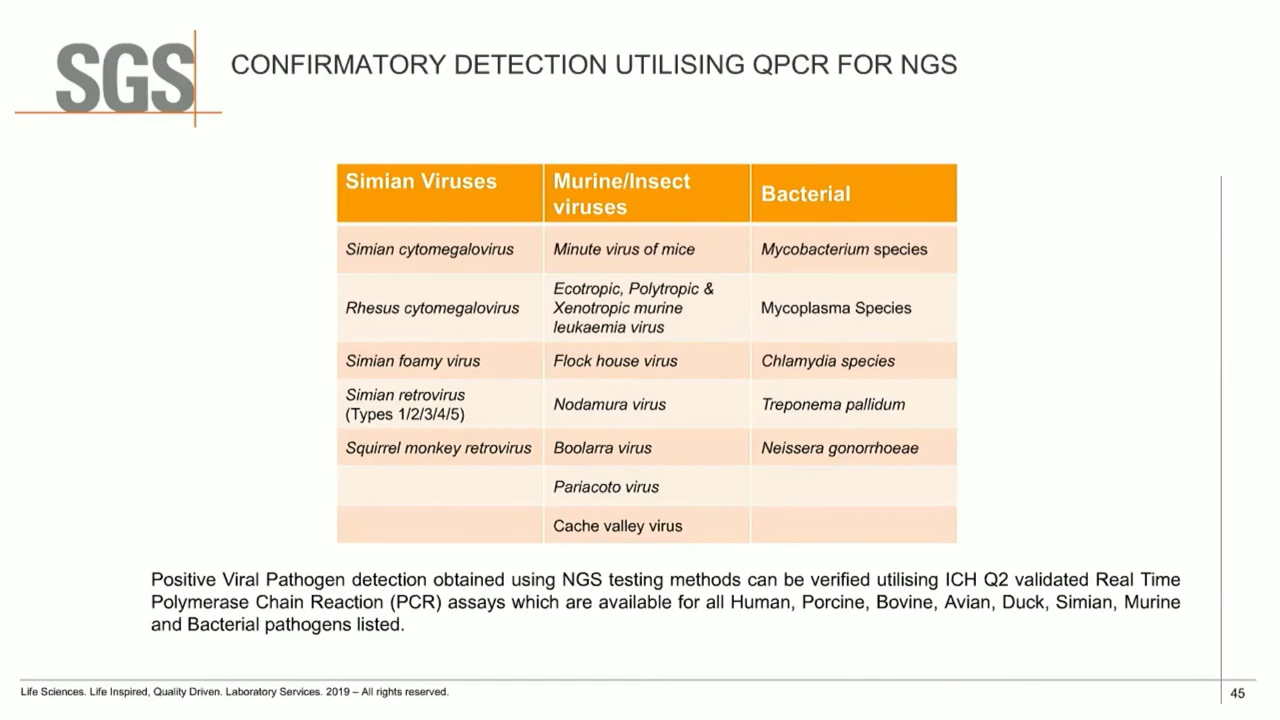 SGS
CONFIRMATORY DETECTION UTILISING QPCR FOR NGS
Simian Viruses
Murine/Insect
viruses
Bacterial
Simian cytomegalovirus
Minute virus of mice
Mycobacterium species
Rhesus cytomegalovirus
Ecotropic, Polytropic &
Xenotropic murine
leukaemia virus
Mycoplasma Species
Simian foamy virus
Flock house virus
Chlamydia species
Simian retrovirus
(Types 1/2/3/4/5)
Nodamura virus
Treponema pallidum
Squirrel monkey retrovirus
Boolarra virus
Neissera gonorrhoeae
Pariacoto virus
Cache valley virus
Positive Viral Pathogen detection obtained using NGS testing methods can be verified utilising ICH Q2 validated Real Time
Polymerase Chain Reaction (PCR) assays which are available for all Human, Porcine, Bovine, Avian, Duck, Simian, Murine
and Bacterial pathogens listed.
Life Sciences. Life Inspired, Quality Driven. Laboratory Services. 2019 – All rights reserved.
45